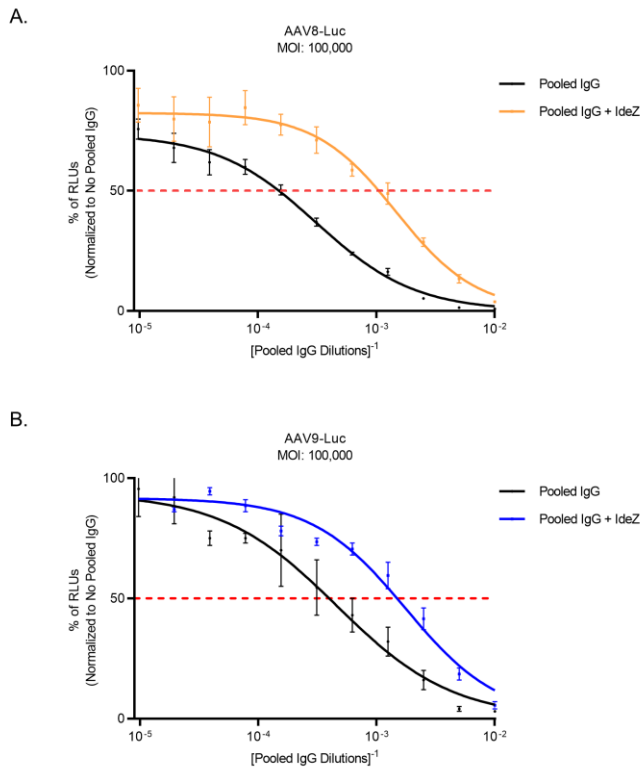 A.
AAV8-Luc
MOI: 100,000
% of RLUs
(Normalized to No Pooled IgG)
100
50
0
10⁻⁵
10⁻⁴
10⁻³
10⁻²
[Pooled IgG Dilutions]⁻¹
Pooled IgG
Pooled IgG + IdeZ
B.
AAV9-Luc
MOI: 100,000
% of RLUs
(Normalized to No Pooled IgG)
100
50
0
10⁻⁵
10⁻⁴
10⁻³
10⁻²
[Pooled IgG Dilutions]⁻¹
Pooled IgG
Pooled IgG + IdeZ